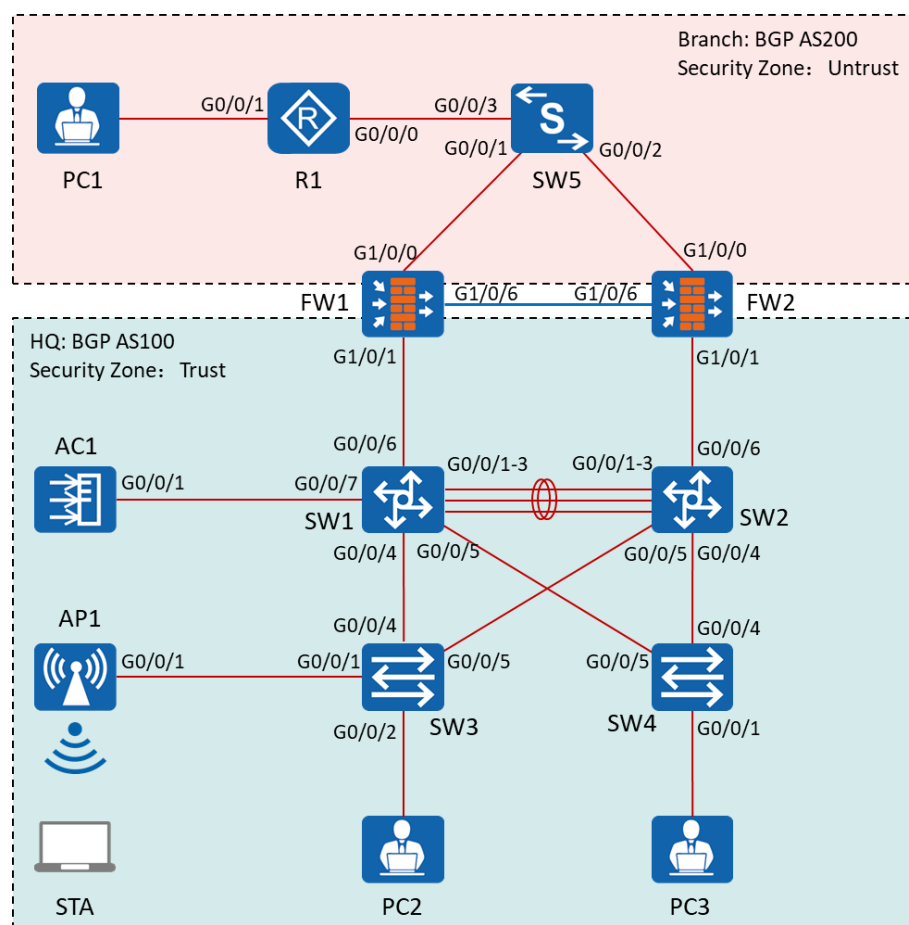 Branch: BGP AS200
Security Zone： Untrust
G0/0/1
G0/0/3
G0/0/0
G0/0/1
G0/0/2
PC1
R
R1
S
SW5
G1/0/0
G1/0/0
FW1
G1/0/6
G1/0/6
FW2
HQ: BGP AS100
Security Zone： Trust
G1/0/1
G1/0/1
AC1
G0/0/6
G0/0/6
G0/0/1-3
G0/0/1-3
G0/0/1
G0/0/7
SW1
SW2
G0/0/4
G0/0/5
G0/0/5
G0/0/4
AP1
G0/0/4
G0/0/4
G0/0/1
G0/0/1
G0/0/5
G0/0/5
SW3
SW4
G0/0/2
G0/0/1
STA
PC2
PC3